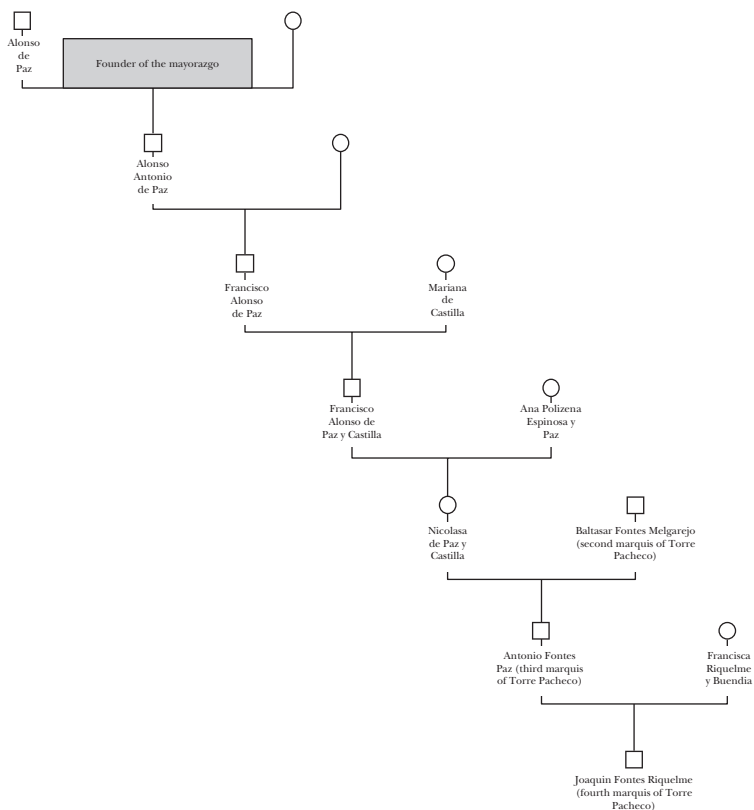 Alonso
de
Paz
Founder of the mayorazgo
Alonso
Antonio
de Paz
Francisco
Alonso
de Paz
Mariana
de
Castilla
Francisco
Alonso de
Paz y Castilla
Ana Polizena
Espinosa y
Paz
Nicolasa
de Paz y
Castilla
Baltasar Fontes Melgarejo
(second marquis of Torre
Pacheco)
Antonio Fontes
Paz (third marquis
of Torre Pacheco)
Francisca
Riquelme
y Buendia
Joaquin Fontes Riquelme
(fourth marquis of Torre
Pacheco)